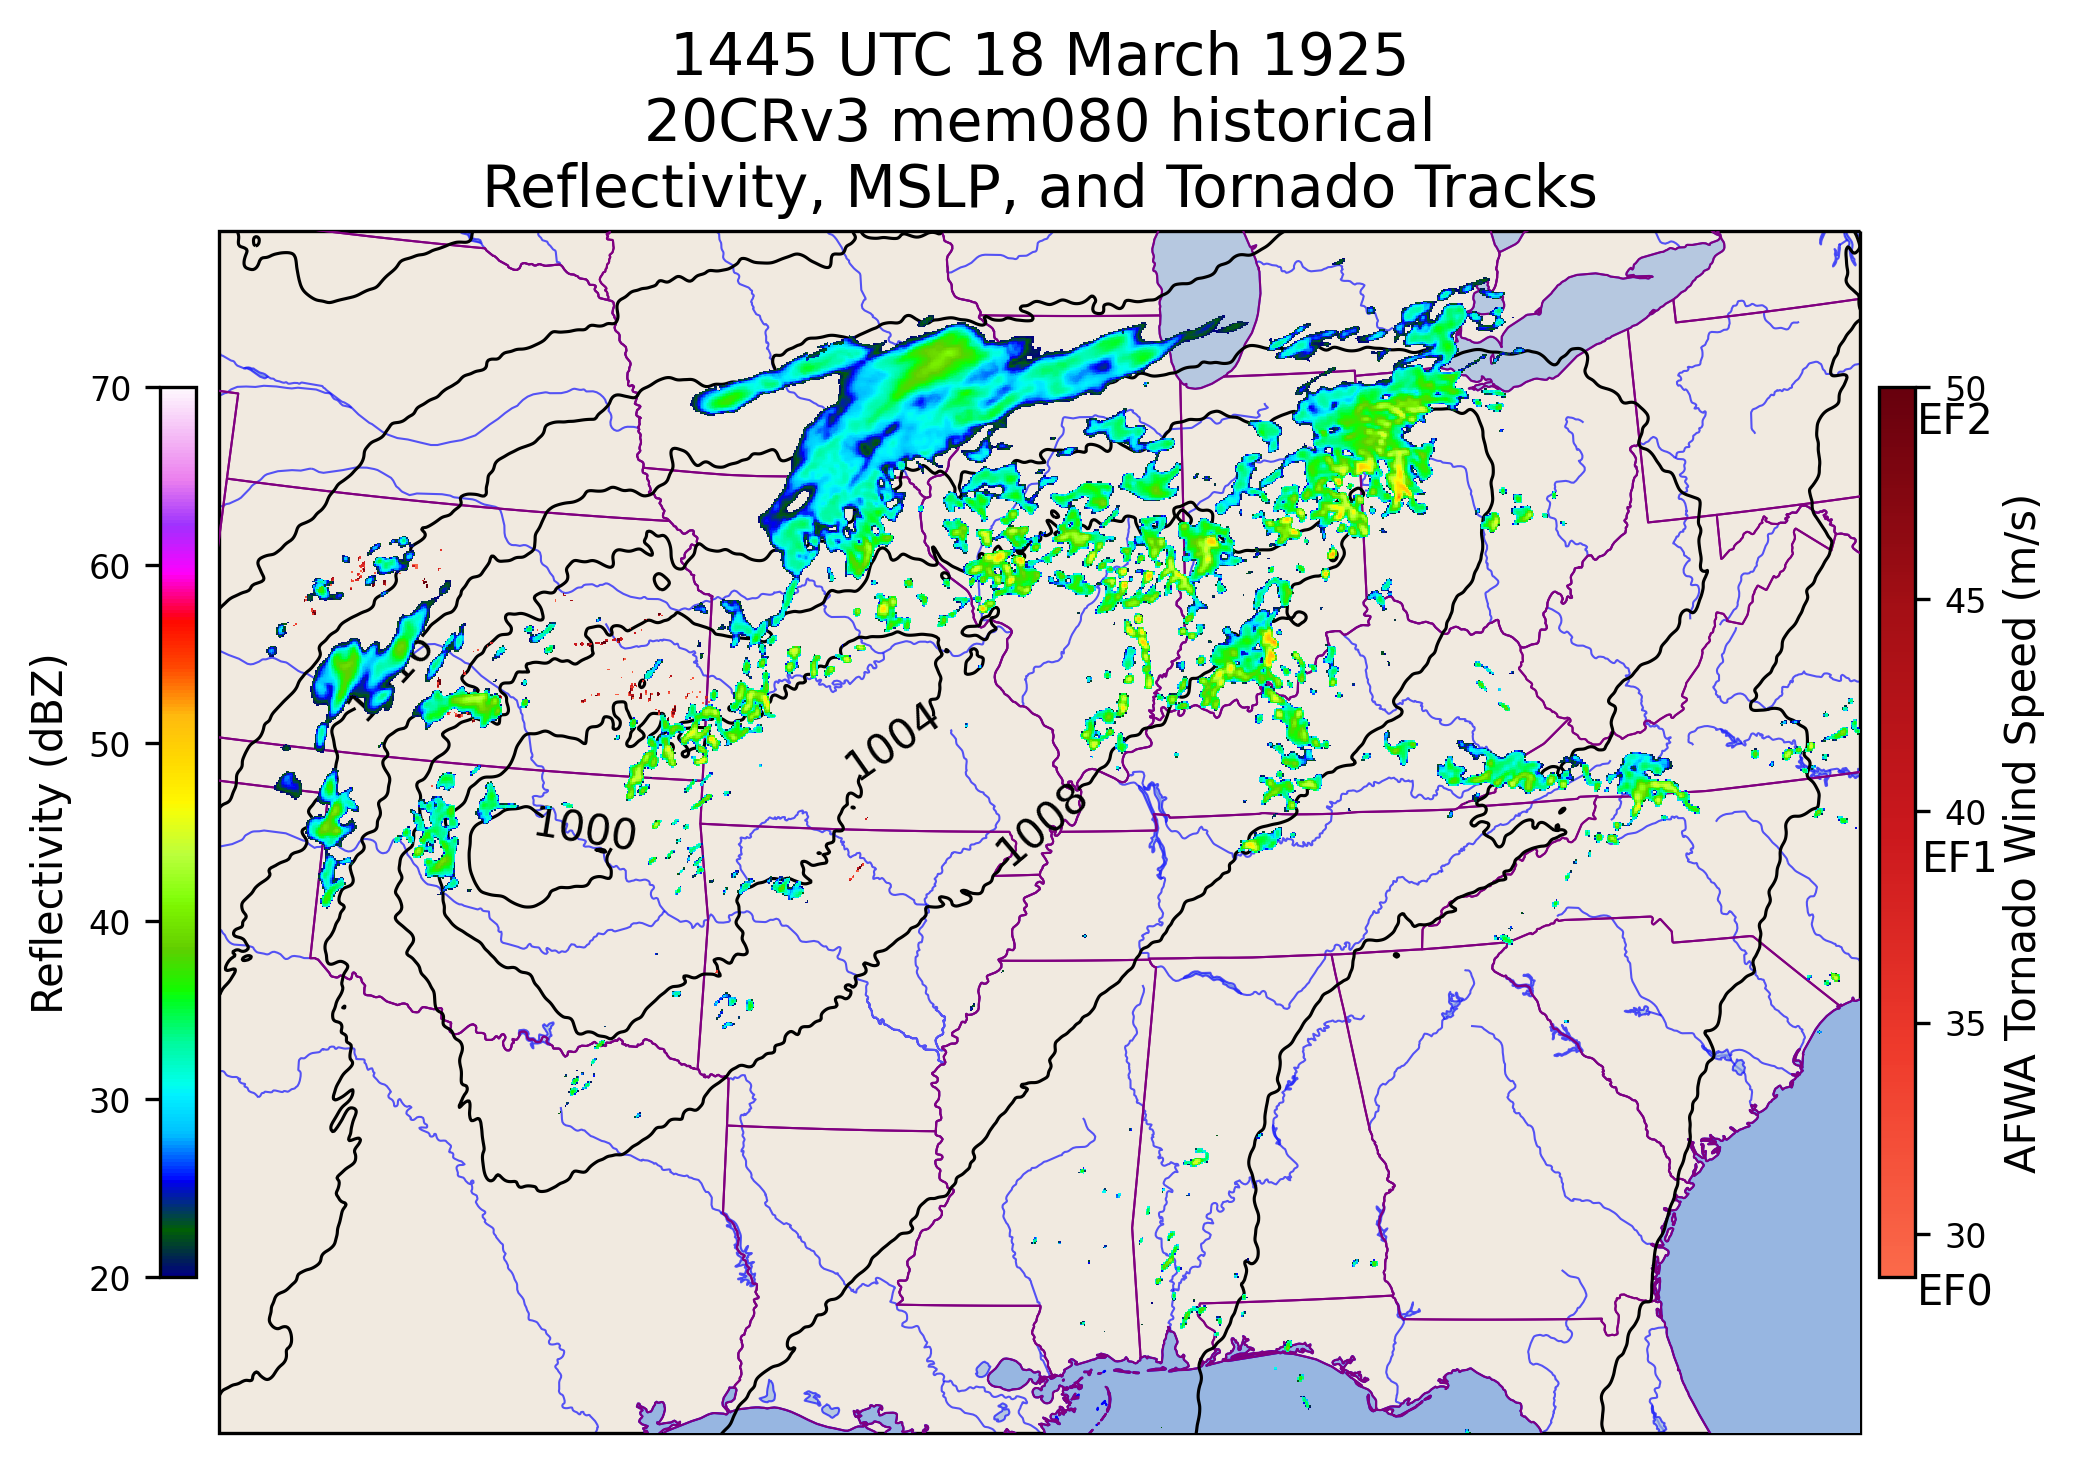 1445 UTC 18 March 1925
20CRv3 mem080 historical
Reflectivity, MSLP, and Tornado Tracks
70
60
50
40
30
20
Reflectivity (dBZ)
1000
1004
1008
50
EF2
45
40
EF1
35
30
EF0
AFWA Tornado Wind Speed (m/s)